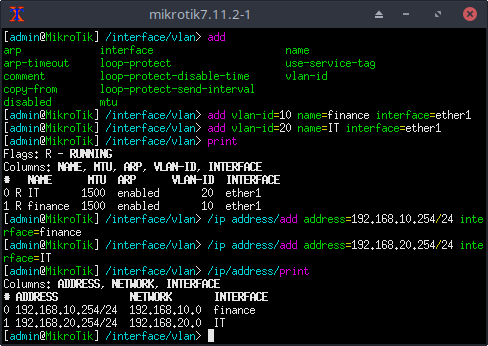 mikrotik7.11.2-1
[admin@MikroTik] /interface/vlan> add
arp interface name
arp-timeout loop-protect use-service-tag
comment loop-protect-disable-time vlan-id
copy-from loop-protect-send-interval
disabled mtu
[admin@MikroTik] /interface/vlan> add vlan-id=10 name=finance interface=ether1
[admin@MikroTik] /interface/vlan> add vlan-id=20 name=IT interface=ether1
[admin@MikroTik] /interface/vlan> print
Flags: R - RUNNING
Columns: NAME, MTU, ARP, VLAN-ID, INTERFACE
# NAME MTU ARP VLAN-ID INTERFACE
0 R IT 1500 enabled 20 ether1
1 R finance 1500 enabled 10 ether1
[admin@MikroTik] /interface/vlan> /ip address/add address=192.168.10.254/24 inte
rface=finance
[admin@MikroTik] /interface/vlan> /ip address/add address=192.168.20.254/24 inte
rface=IT
[admin@MikroTik] /interface/vlan> /ip/address/print
Columns: ADDRESS, NETWORK, INTERFACE
# ADDRESS NETWORK INTERFACE
0 192.168.10.254/24 192.168.10.0 finance
1 192.168.20.254/24 192.168.20.0 IT
[admin@MikroTik] /interface/vlan>